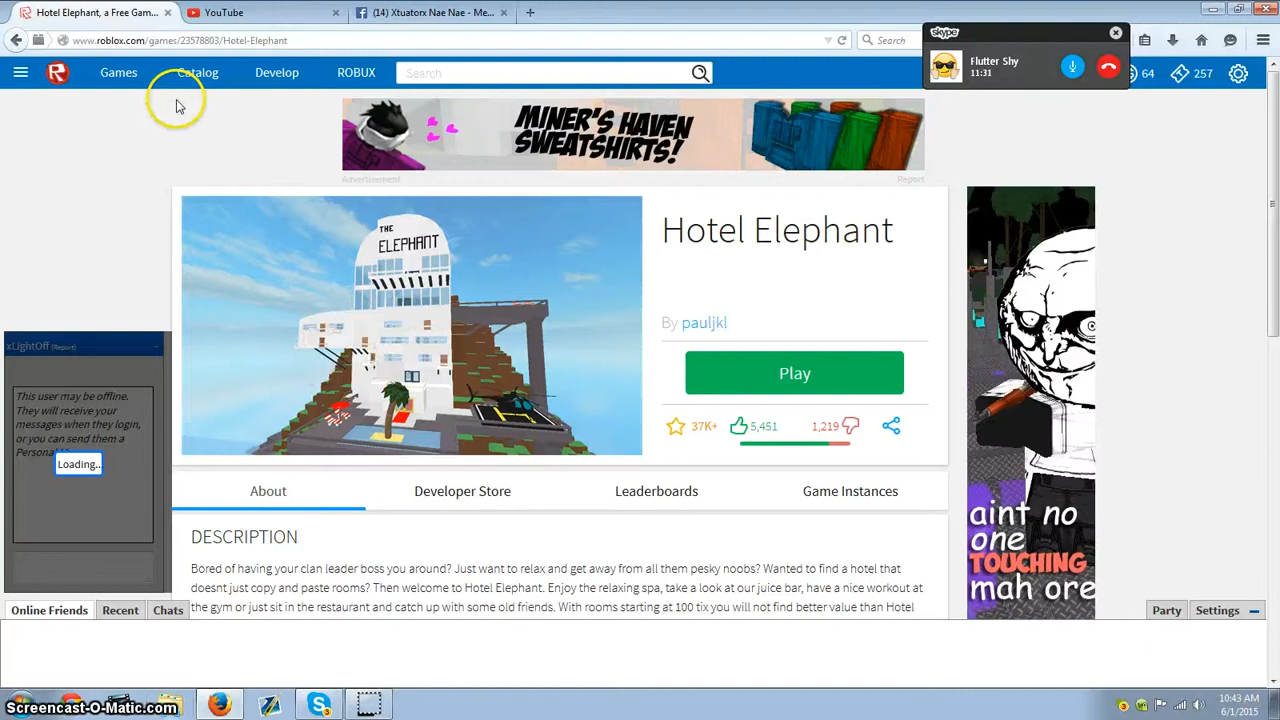 Hotel Elephant, a Free Gam...
YouTube
(14) Xtuatorx Nae Nae - Me...
www.roblox.com/games/23578803/Hotel-Elephant
Search
skype
Flutter Shy
11:31
Games
Catalog
Develop
ROBUX
Search
64
257
MINER'S HAVEN
SWEATSHIRTS!
Advertisement
Report
THE
ELEPHANT
Hotel Elephant
By pauljkl
Play
37K+
5,451
1,219
xLightOff (Report)
This user may be offline.
They will receive your
messages when they login,
or you can send them a
Loading...
About
Developer Store
Leaderboards
Game Instances
DESCRIPTION
Bored of having your clan leader boss you around? Just want to relax and get away from all them pesky noobs? Wanted to find a hotel that
doesnt just copy and paste rooms? Then welcome to Hotel Elephant. Enjoy the relaxing spa, take a look at our juice bar, have a nice workout at
the gym or just sit in the restaurant and catch up with some old friends. With rooms starting at 100 tix you will not find better value than Hotel
aint no
one
TOUCHING
mah ore
Online Friends
Recent
Chats
Party
Settings
Screencast-O-Matic.com
10:43 AM
6/1/2015